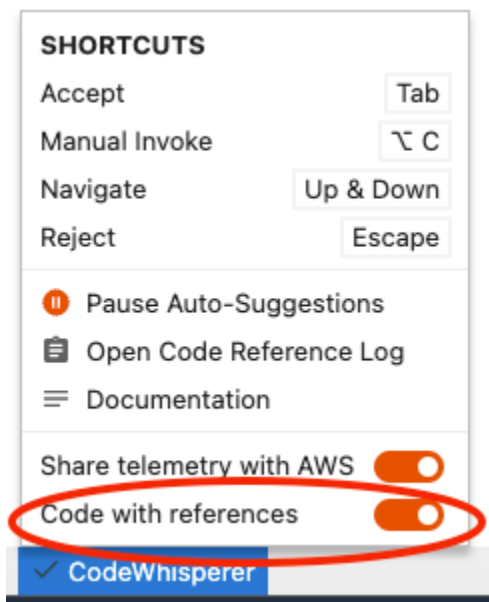 SHORTCUTS
Accept Tab
Manual Invoke ⌥ C
Navigate Up & Down
Reject Escape
Pause Auto-Suggestions
Open Code Reference Log
Documentation
Share telemetry with AWS
Code with references
CodeWhisperer